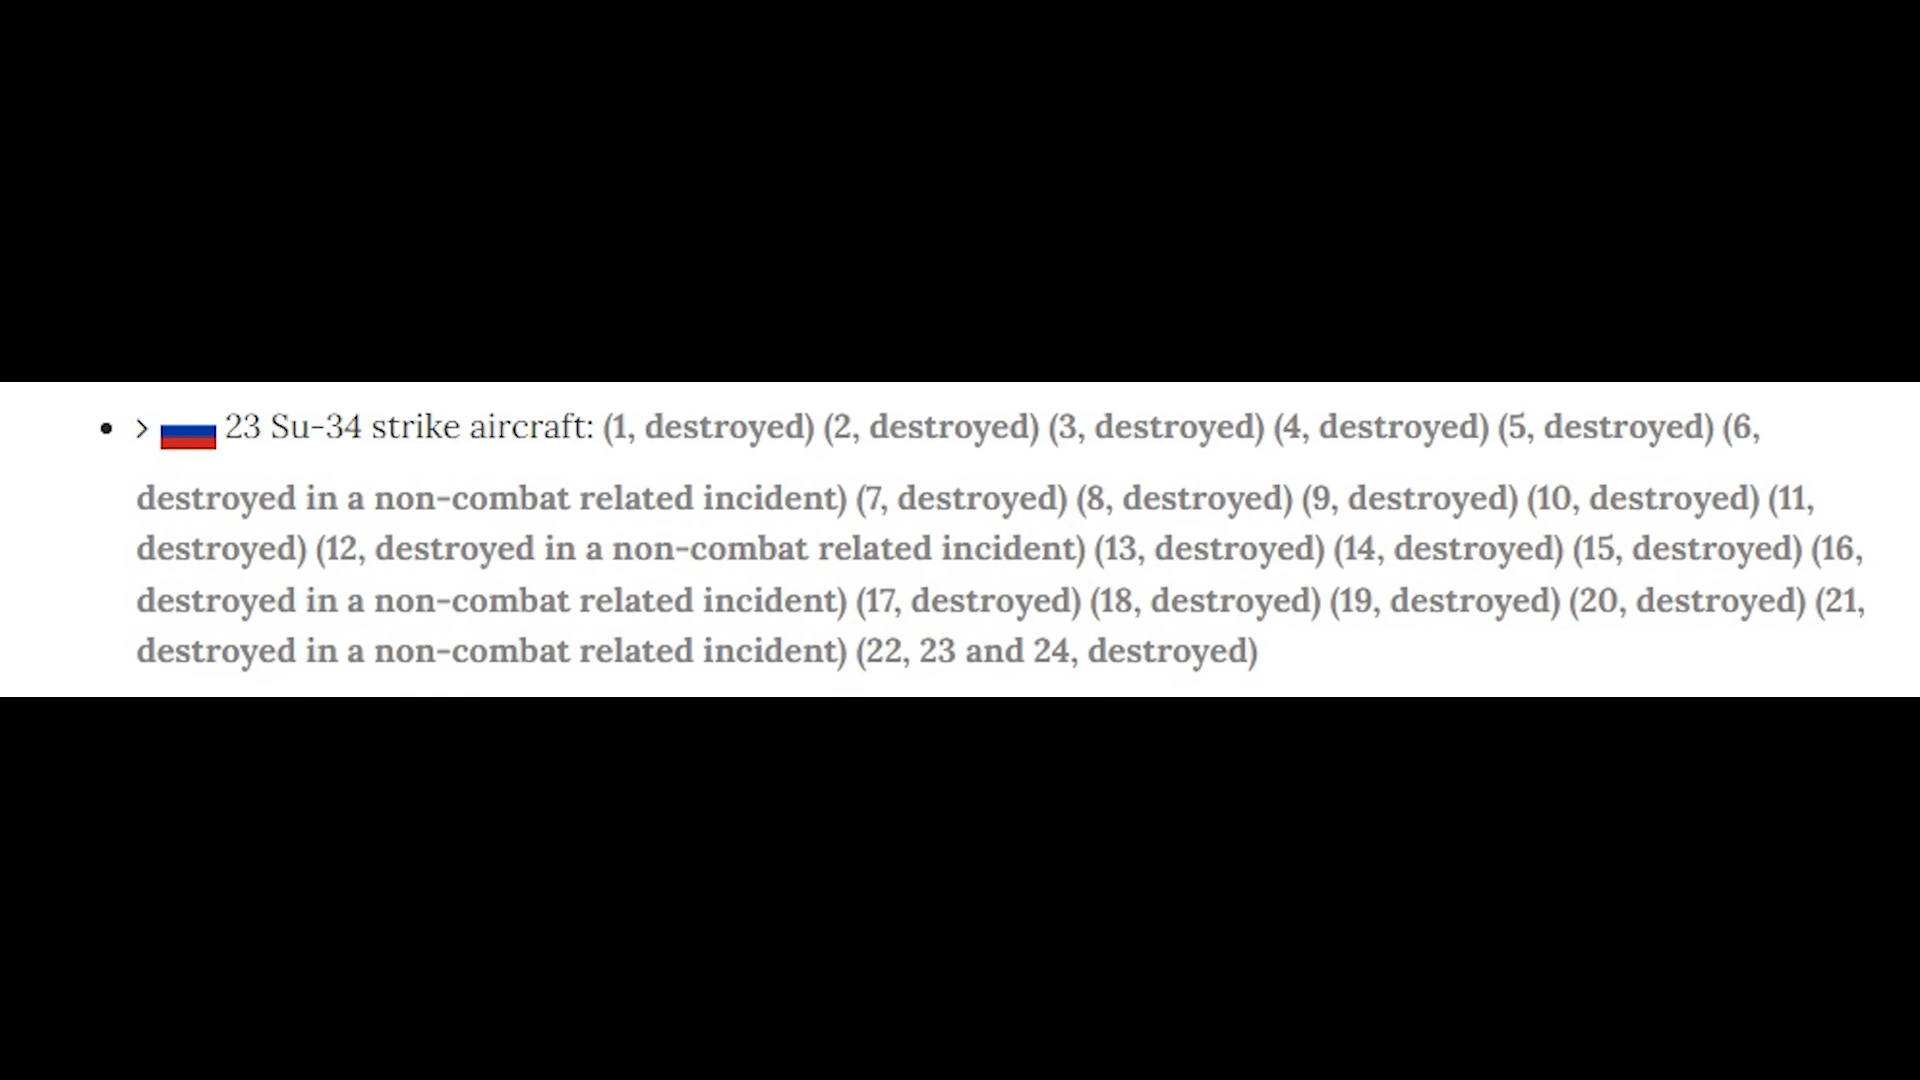 • > 23 Su-34 strike aircraft: (1, destroyed) (2, destroyed) (3, destroyed) (4, destroyed) (5, destroyed) (6,
destroyed in a non-combat related incident) (7, destroyed) (8, destroyed) (9, destroyed) (10, destroyed) (11,
destroyed) (12, destroyed in a non-combat related incident) (13, destroyed) (14, destroyed) (15, destroyed) (16,
destroyed in a non-combat related incident) (17, destroyed) (18, destroyed) (19, destroyed) (20, destroyed) (21,
destroyed in a non-combat related incident) (22, 23 and 24, destroyed)